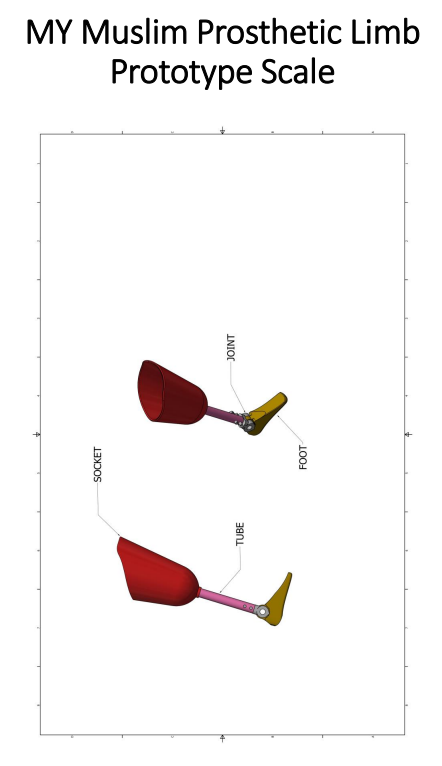 MY Muslim Prosthetic Limb
Prototype Scale
JOINT
FOOT
SOCKET
TUBE